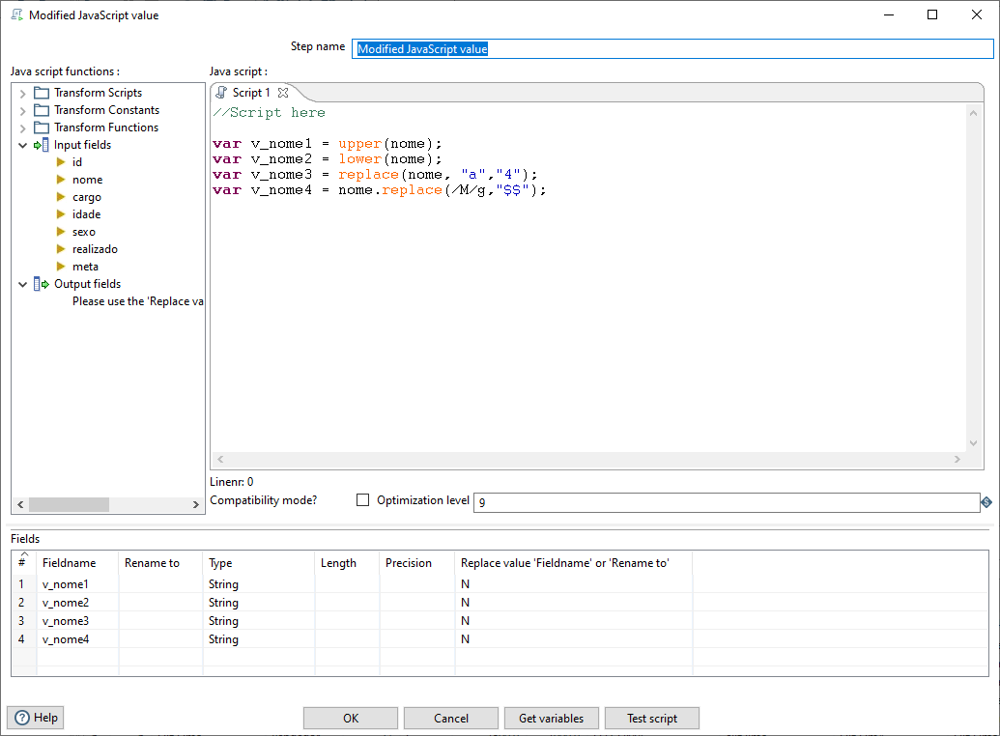 Modified JavaScript value
Step name Modified JavaScript value
Java script functions :
Transform Scripts
Transform Constants
Transform Functions
Input fields
id
nome
cargo
idade
sexo
realizado
meta
Output fields
Please use the 'Replace va
Java script :
Script 1
//Script here
var v_nome1 = upper(nome);
var v_nome2 = lower(nome);
var v_nome3 = replace(nome, "a","4");
var v_nome4 = nome.replace(/M/g,"$$");
Linenr: 0
Compatibility mode? Optimization level 9
Fields
# Fieldname Rename to Type Length Precision Replace value 'Fieldname' or 'Rename to'
1 v_nome1 String N
2 v_nome2 String N
3 v_nome3 String N
4 v_nome4 String N
Help OK Cancel Get variables Test script